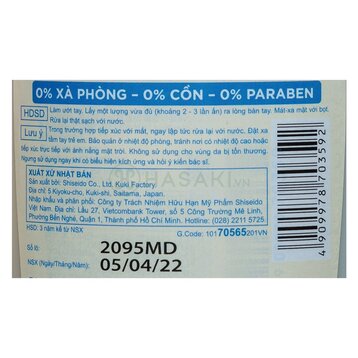 0% XÀ PHÒNG – 0% CỒN – 0% PARABEN
HDSD Làm ướt tay. Lấy một lượng vừa đủ (khoảng 2 - 3 lần ấn) ra lòng bàn tay. Mát-xa mặt với bọt.
Rửa lại thật sạch với nước.
Lưu ý Trong trường hợp tiếp xúc với mắt, ngay lập tức rửa lại với nước. Đặt xa
tầm tay trẻ em. Bảo quản ở nhiệt độ phòng, tránh nơi có nhiệt độ cao hoặc
tiếp xúc trực tiếp với ánh nắng mặt trời. Không sử dụng cho vùng da bị tổn thương.
Ngưng sử dụng ngay khi có biểu hiện kích ứng và hỏi ý kiến bác sĩ.
HASAKI.VN
XUẤT XỨ NHẬT BẢN
Sản xuất bởi: Shiseido Co., Ltd. Kuki Factory.
Địa chỉ: 5 Kiyoku-cho, Kuki-shi, Saitama, Japan.
Nhập khẩu và phân phối: Công ty Trách Nhiệm Hữu Hạn Mỹ Phẩm Shiseido
Việt Nam. Địa chỉ: Lầu 27, Vietcombank Tower, số 5 Công Trường Mê Linh,
Phường Bến Nghé, Quận 1, Thành phố Hồ Chí Minh. Hotline: (028) 2211 5725
HSD: 3 năm kể từ NSX
G.C.N: 10170565201VN
Số lô: 2095MD
NSX (Ngày/Tháng/Năm): 05/04/22
4909978703592